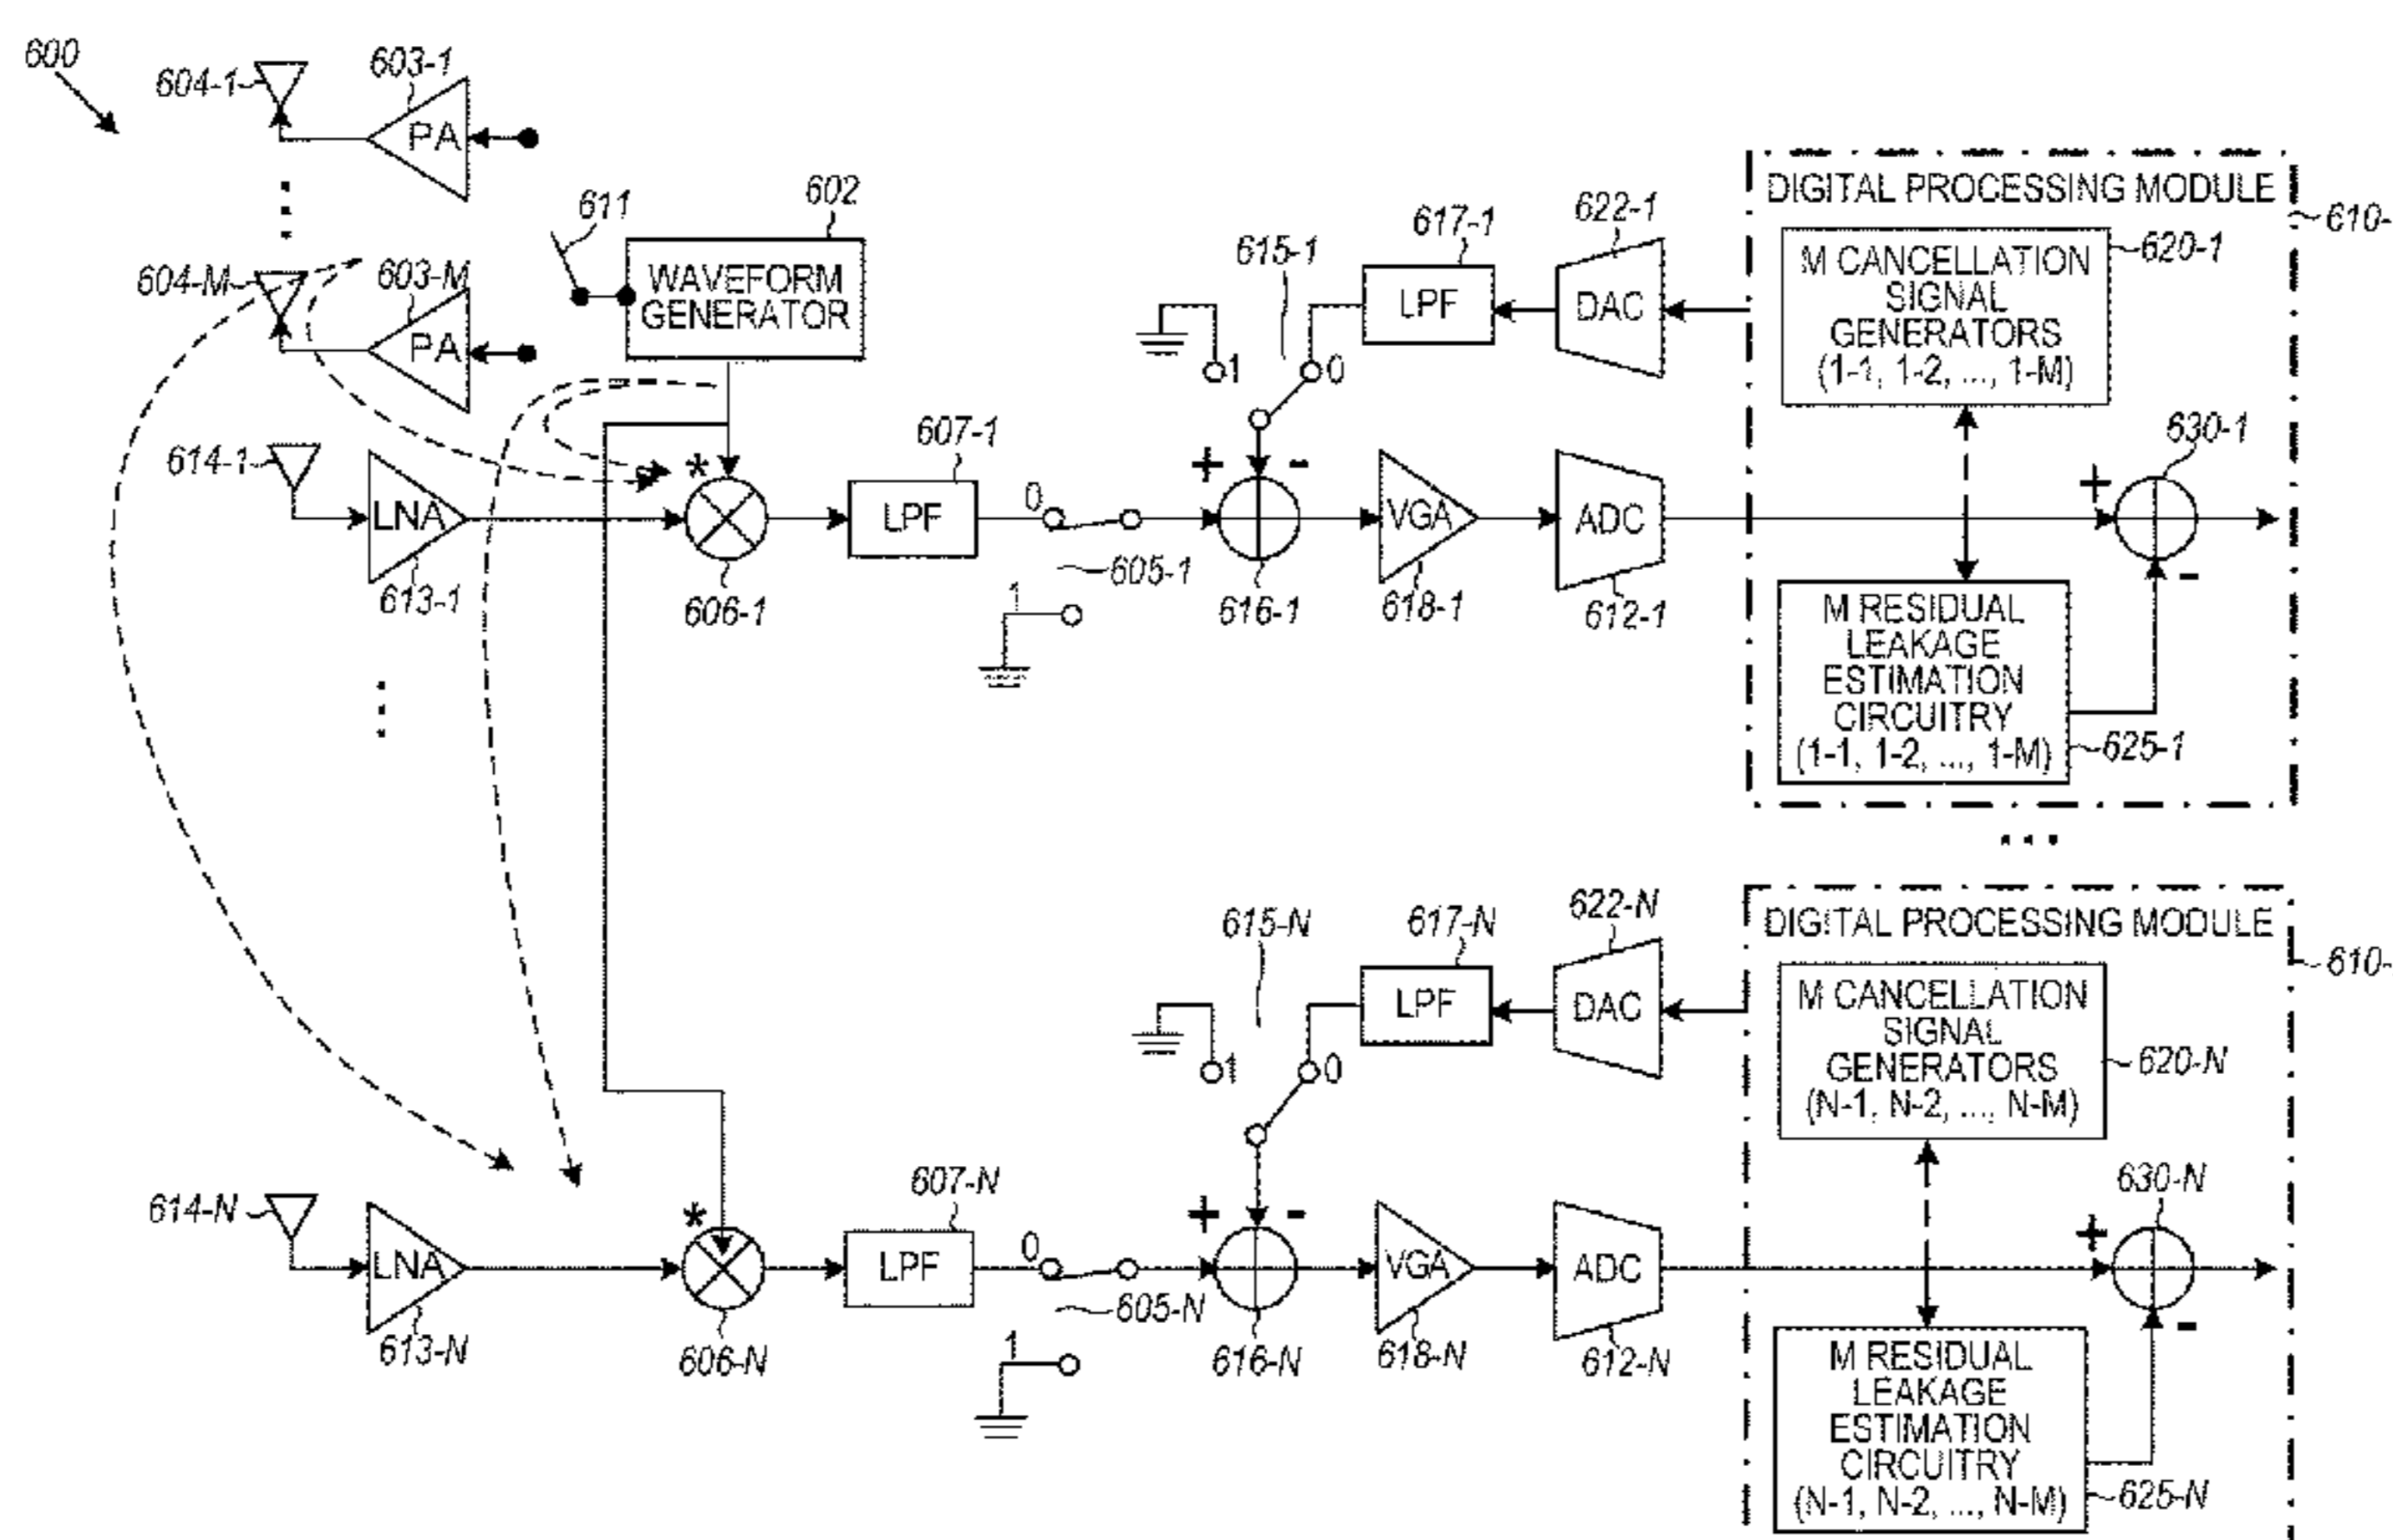 600
604-1
603-1
PA
604-M
603-M
PA
611
602
WAVEFORM
GENERATOR
615-1
617-1
LPF
622-1
DAC
1
0
DIGITAL PROCESSING MODULE
610-
M CANCELLATION
SIGNAL
GENERATORS
(1-1, 1-2, ..., 1-M)
620-1
614-1
LNA
613-1
*
606-1
607-1
LPF
0
605-1
1
+
-
616-1
VGA
618-1
ADC
612-1
630-1
+
-
M RESIDUAL
LEAKAGE
ESTIMATION
CIRCUITRY
(1-1, 1-2, ..., 1-M)
625-1
615-N
617-N
LPF
622-N
DAC
1
0
DIGITAL PROCESSING MODULE
610-
M CANCELLATION
SIGNAL
GENERATORS
(N-1, N-2, ..., N-M)
620-N
614-N
LNA
613-N
*
606-N
607-N
LPF
0
605-N
1
+
-
616-N
VGA
618-N
ADC
612-N
630-N
+
-
M RESIDUAL
LEAKAGE
ESTIMATION
CIRCUITRY
(N-1, N-2, ..., N-M)
625-N